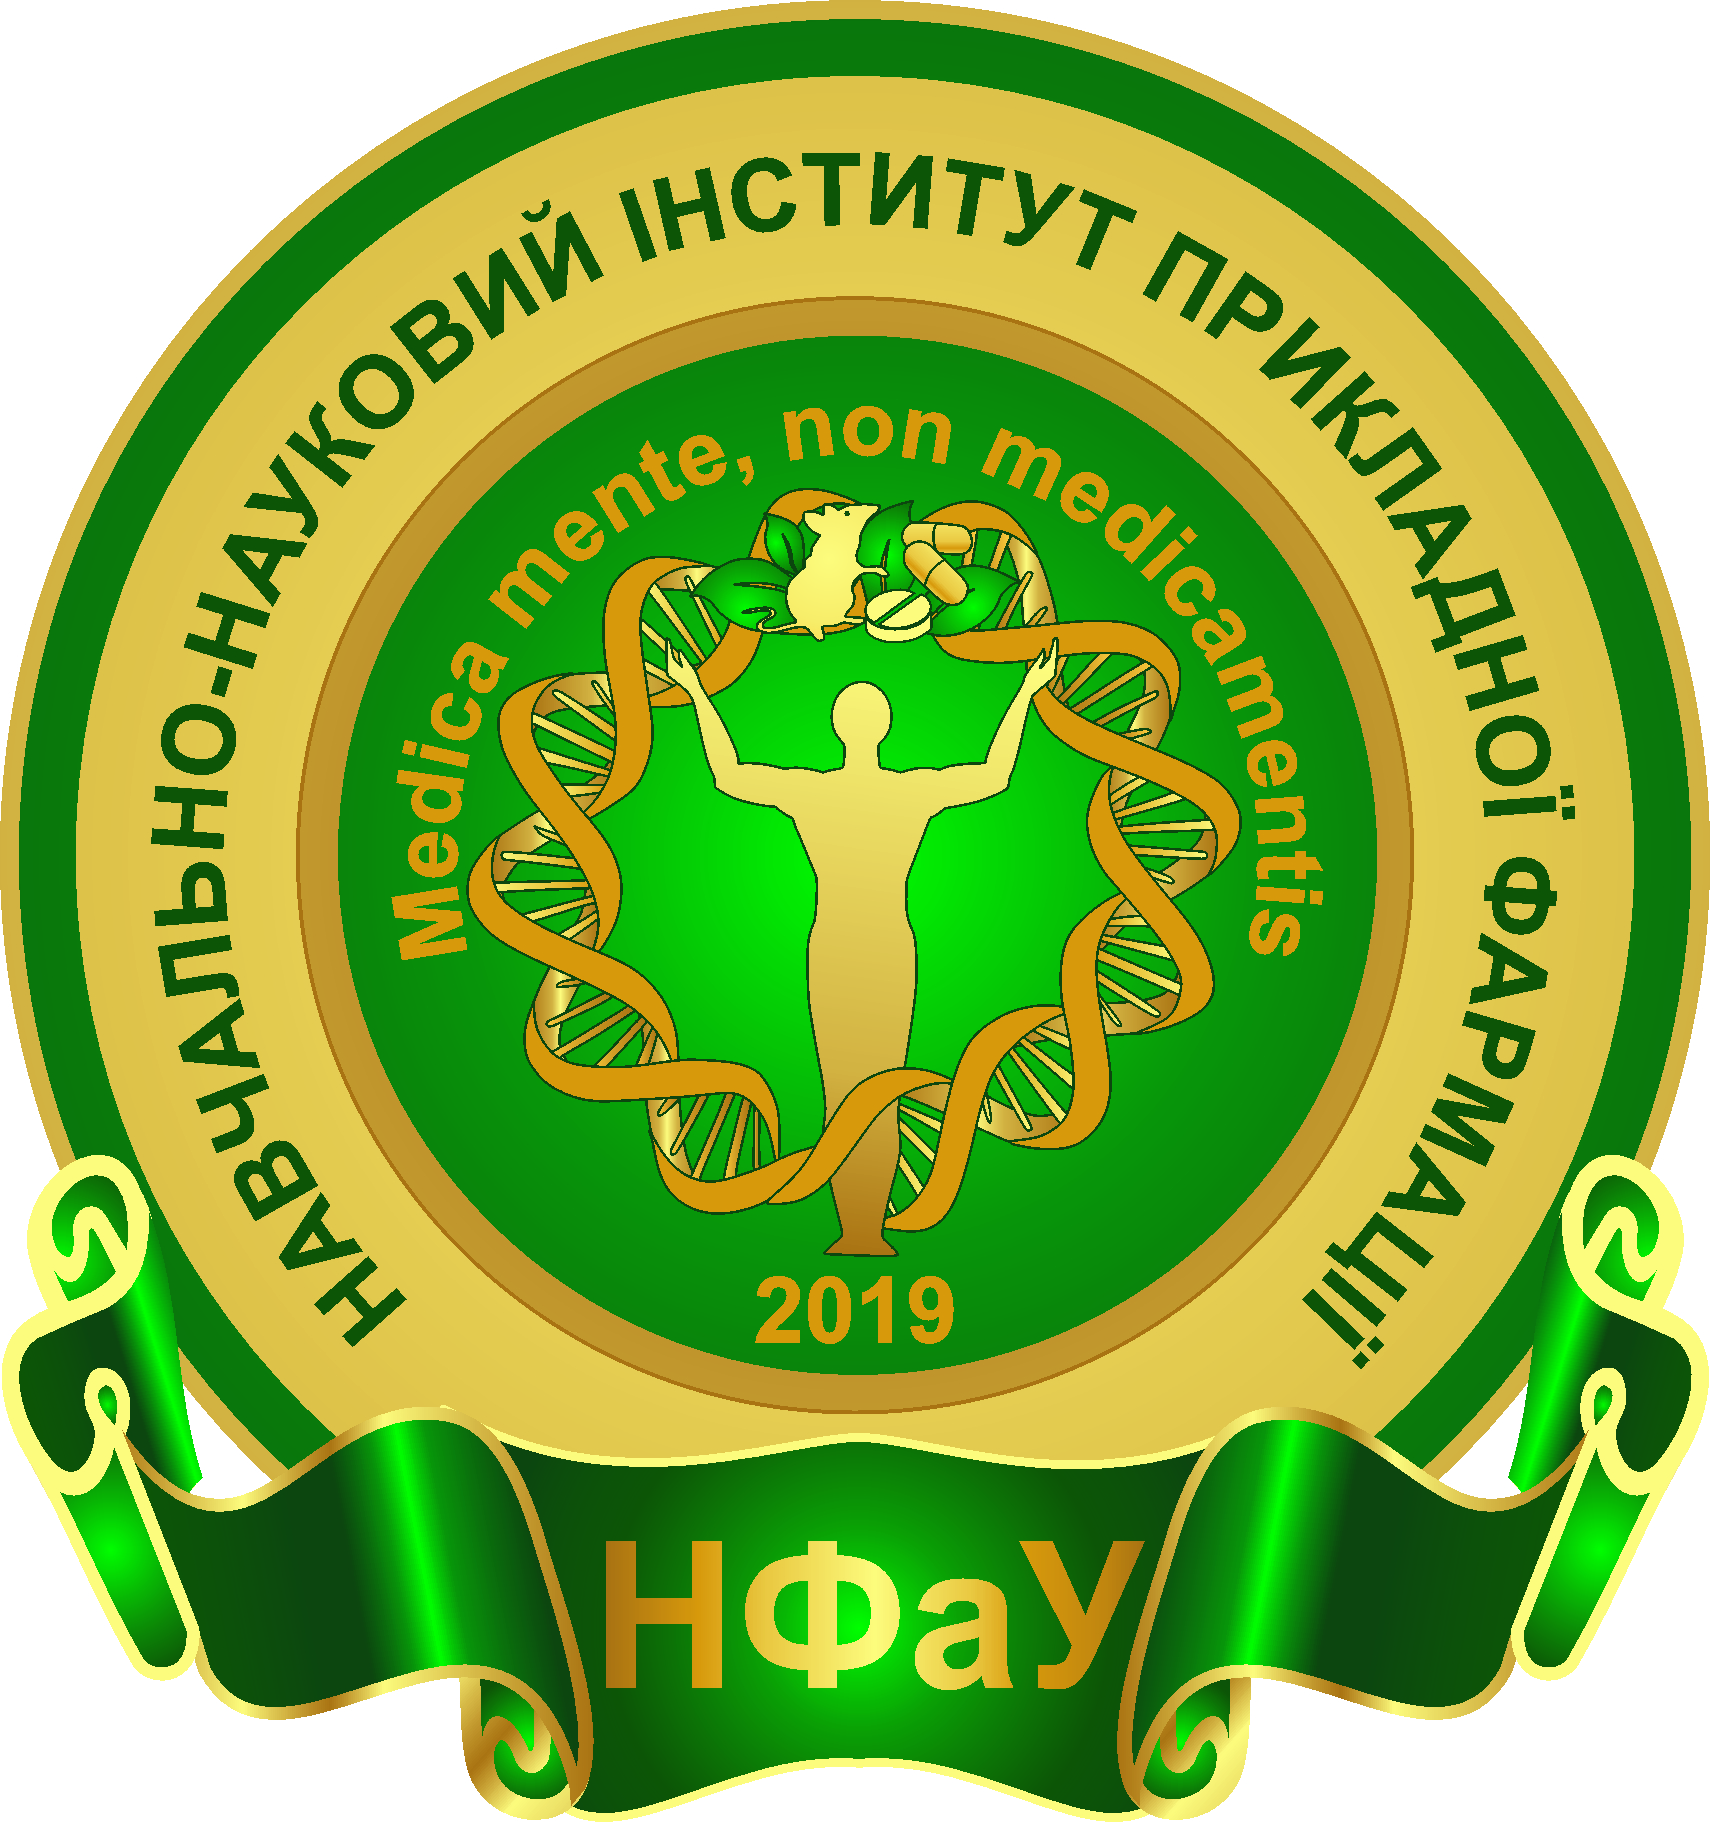 НАВЧАЛЬНО-НАУКОВИЙ ІНСТИТУТ ПРИКЛАДНОЇ ФАРМАЦІЇ
Medica mente, non medicamentis
2019
НФаУ